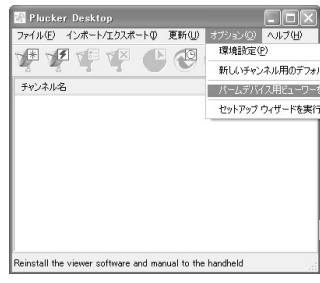 Plucker Desktop
ファイル(F) インポート/エクスポート(I) 更新(U) オプション(O) ヘルプ(H)
環境設定(P)
新しいチャンネル用のデフォル
パームデバイス用ビューワーを
セットアップ ウィザードを実行
チャンネル名
Reinstall the viewer software and manual to the handheld